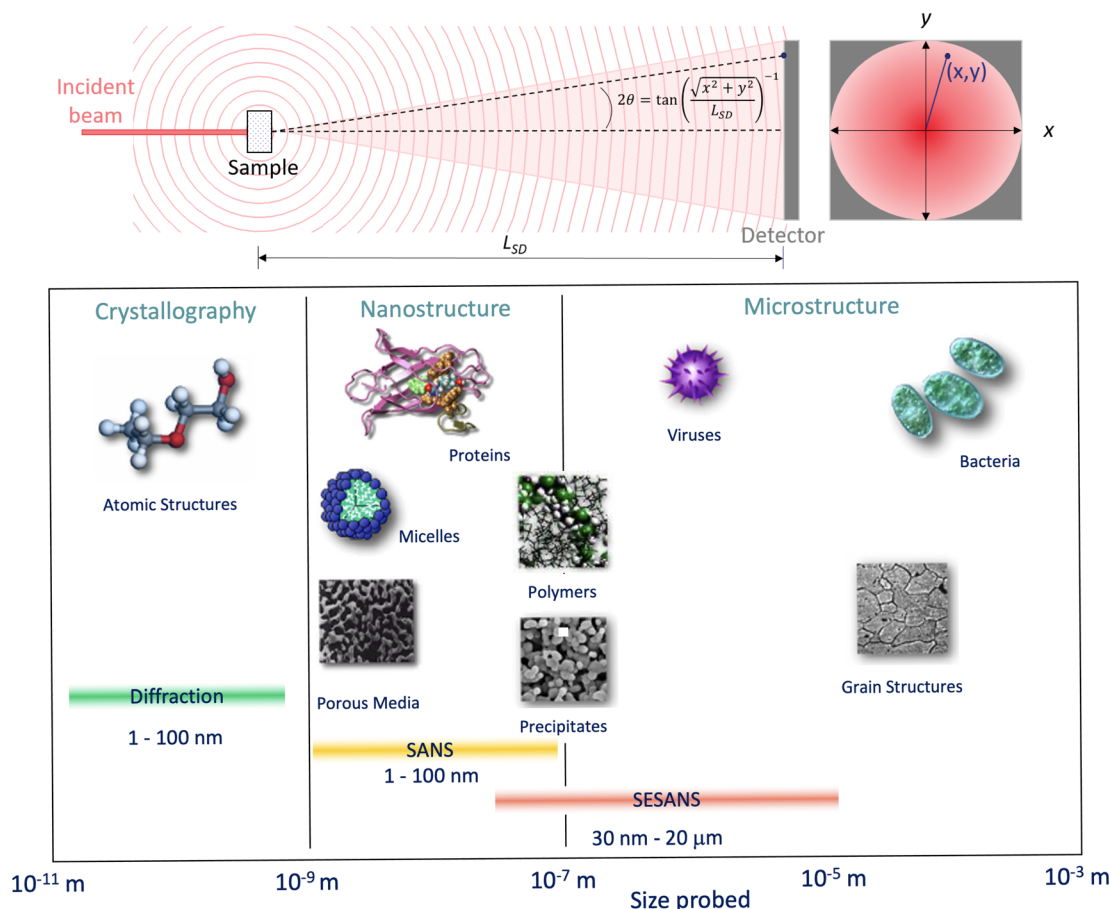 y
(x,y)
x
Incident
beam
2θ = tan(√(x² + y²)/L_SD)⁻¹
Sample
Detector
L_SD
Crystallography
Nanostructure
Microstructure
Proteins
Viruses
Bacteria
Atomic Structures
Micelles
Polymers
Porous Media
Precipitates
Grain Structures
Diffraction
1 - 100 nm
SANS
1 - 100 nm
SESANS
30 nm - 20 μm
10⁻¹¹ m
10⁻⁹ m
10⁻⁷ m
10⁻⁵ m
10⁻³ m
Size probed